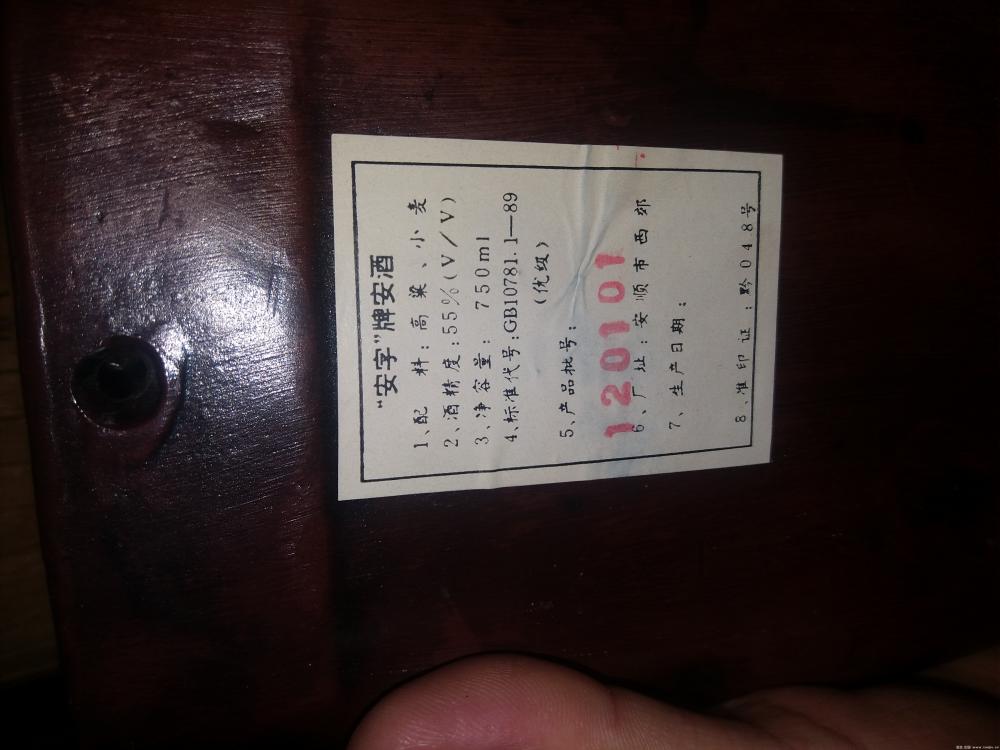 “安字”牌安酒
1、配 料：高 粱 、小 麦
2、酒精度：55%(V／V)
3、净容量： 750ml
4、标准代号：GB10781.1—89
(优级)
5、产品批号：
120101
6、厂 址：安 顺 市 西 郊
7、生产日期：
8、准 印 证 ：黔048号